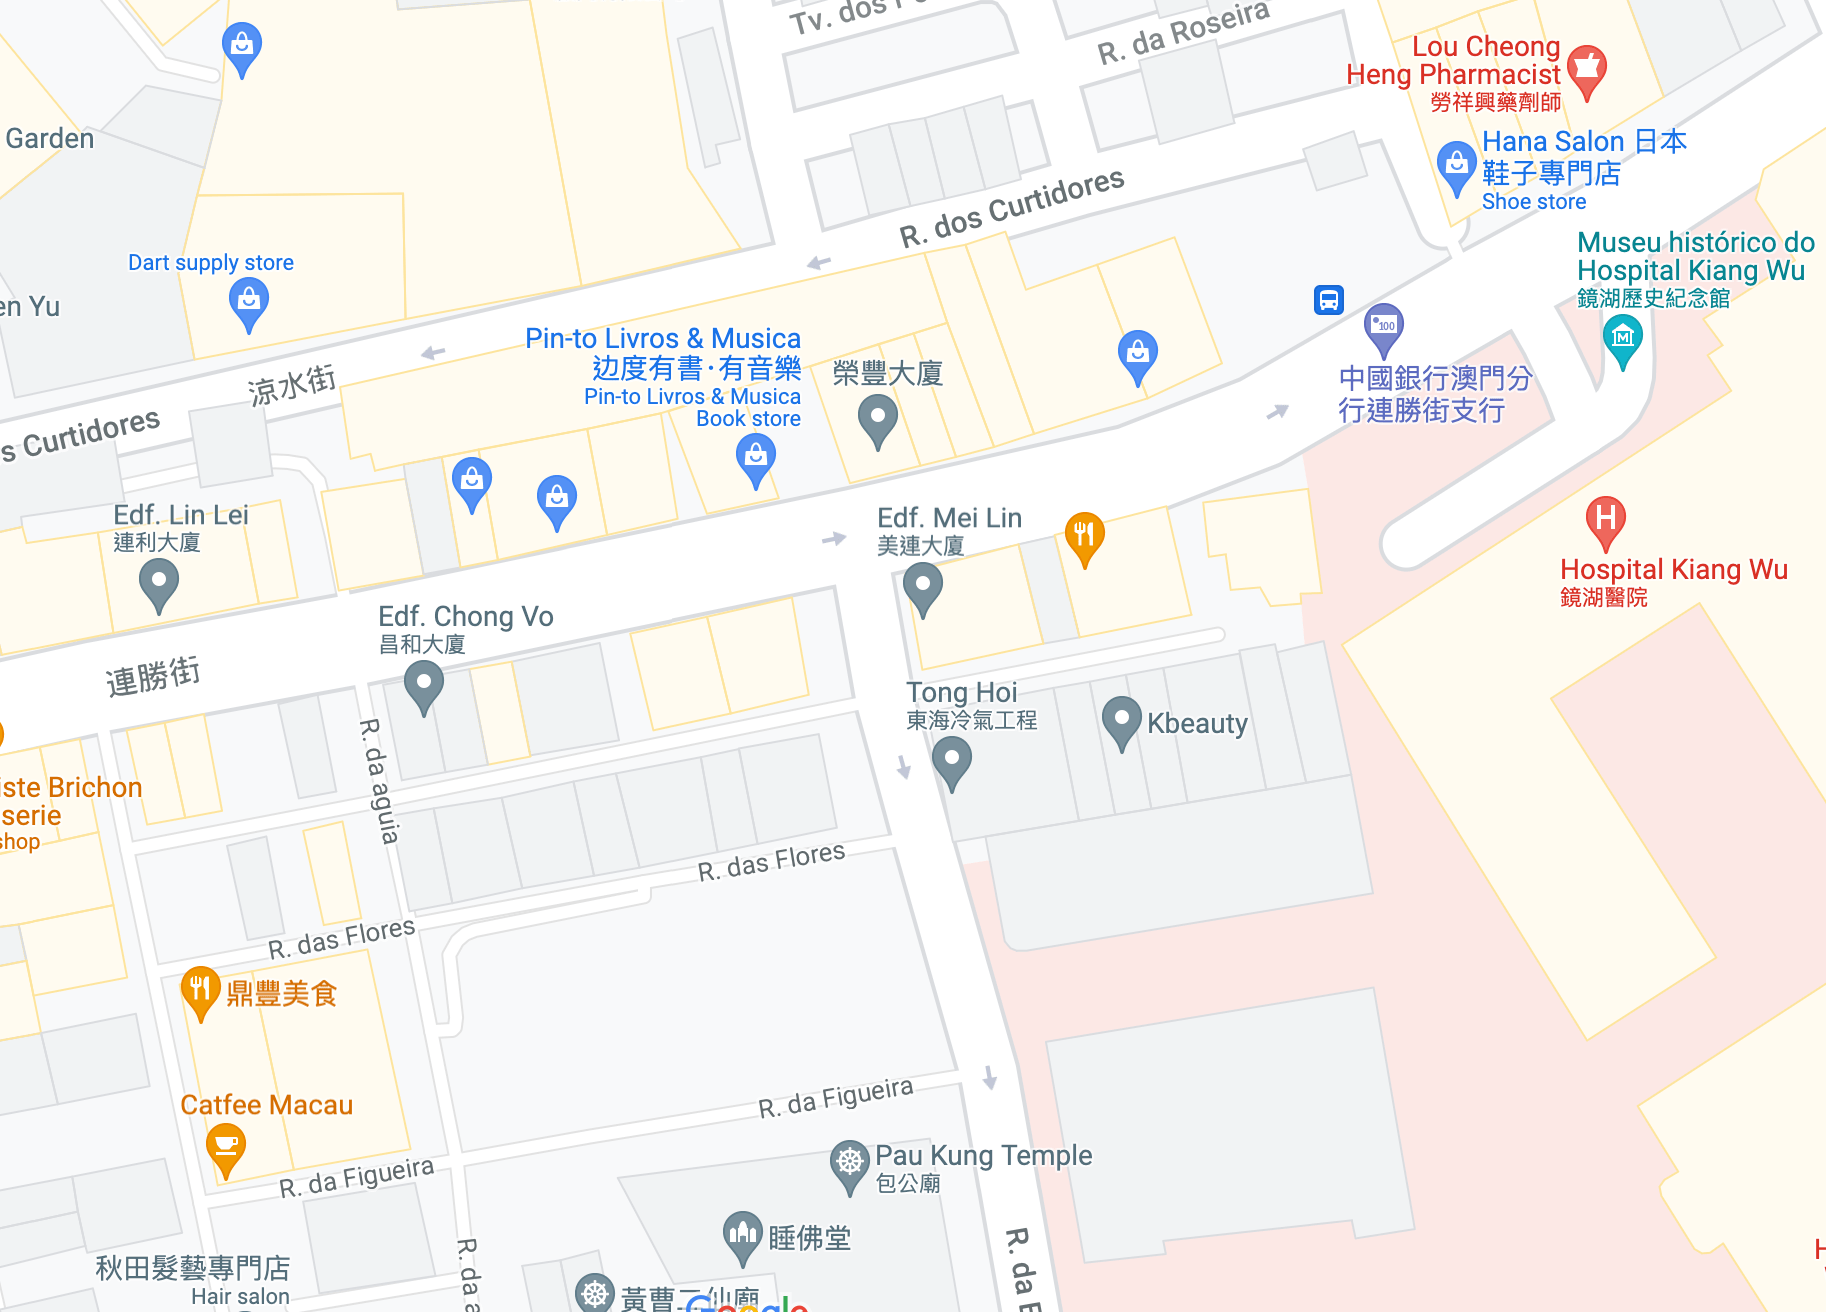 Tv. dos
R. da Roseira
Lou Cheong
Heng Pharmacist
勞祥興藥劑師
Garden
Hana Salon 日本
鞋子專門店
Shoe store
R. dos Curtidores
Museu histórico do
Hospital Kiang Wu
鏡湖歷史紀念館
Dart supply store
en Yu
100
M
Pin-to Livros & Musica
边度有書·有音樂
Pin-to Livros & Musica
Book store
榮豐大廈
中國銀行澳門分
行連勝街支行
涼水街
s Curtidores
Edf. Lin Lei
連利大廈
Edf. Mei Lin
美連大廈
H
Hospital Kiang Wu
鏡湖醫院
Edf. Chong Vo
昌和大廈
連勝街
Tong Hoi
東海冷氣工程
Kbeauty
R. da aguia
iste Brichon
serie
shop
R. das Flores
R. das Flores
鼎豐美食
Catfee Macau
R. da Figueira
R. da Figueira
Pau Kung Temple
包公廟
睡佛堂
R. da
R. da a
秋田髮藝專門店
Hair salon
黃曹二仙廟
Google
H